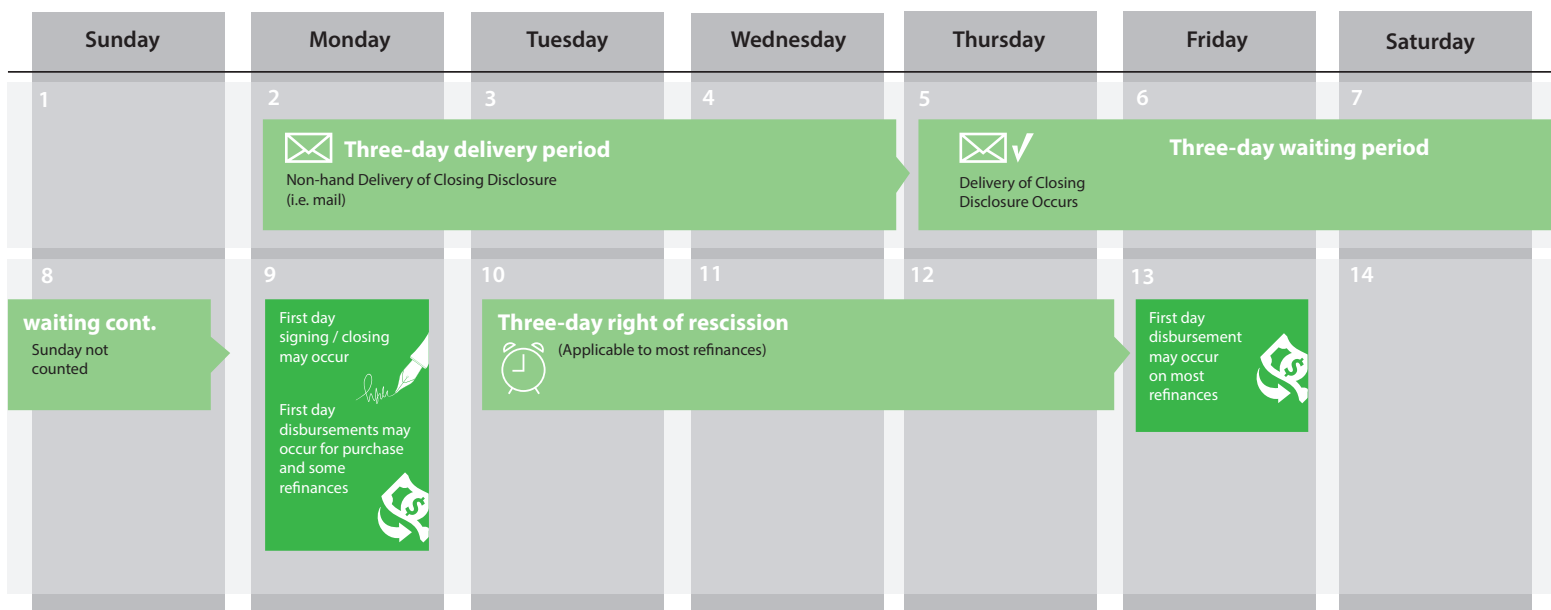 Sunday Monday Tuesday Wednesday Thursday Friday Saturday
1 2 3 4 5 6 7
Three-day delivery period
Non-hand Delivery of Closing Disclosure
(i.e. mail)
Three-day waiting period
Delivery of Closing
Disclosure Occurs
8 9 10 11 12 13 14
waiting cont.
Sunday not
counted
First day
signing / closing
may occur
First day
disbursements may
occur for purchase
and some
refinances
Three-day right of rescission
(Applicable to most refinances)
First day
disbursement
may occur
on most
refinances
$
$